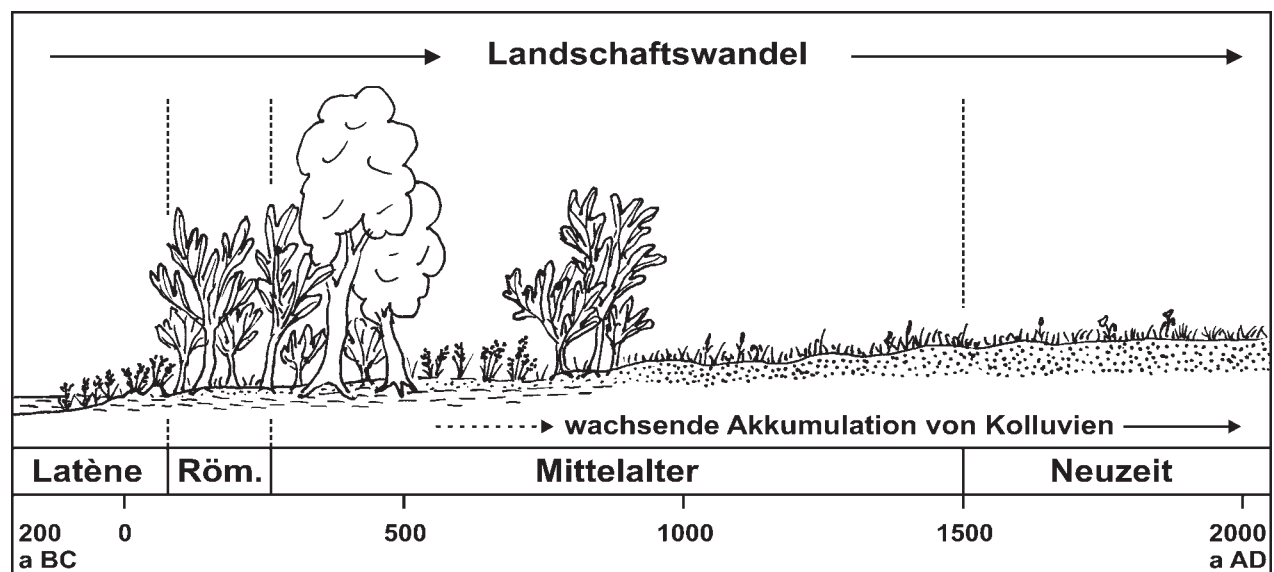 Landschaftswandel
wachsende Akkumulation von Kolluvien
Latène Röm. Mittelalter Neuzeit
200 0 500 1000 1500 2000
a BC a AD